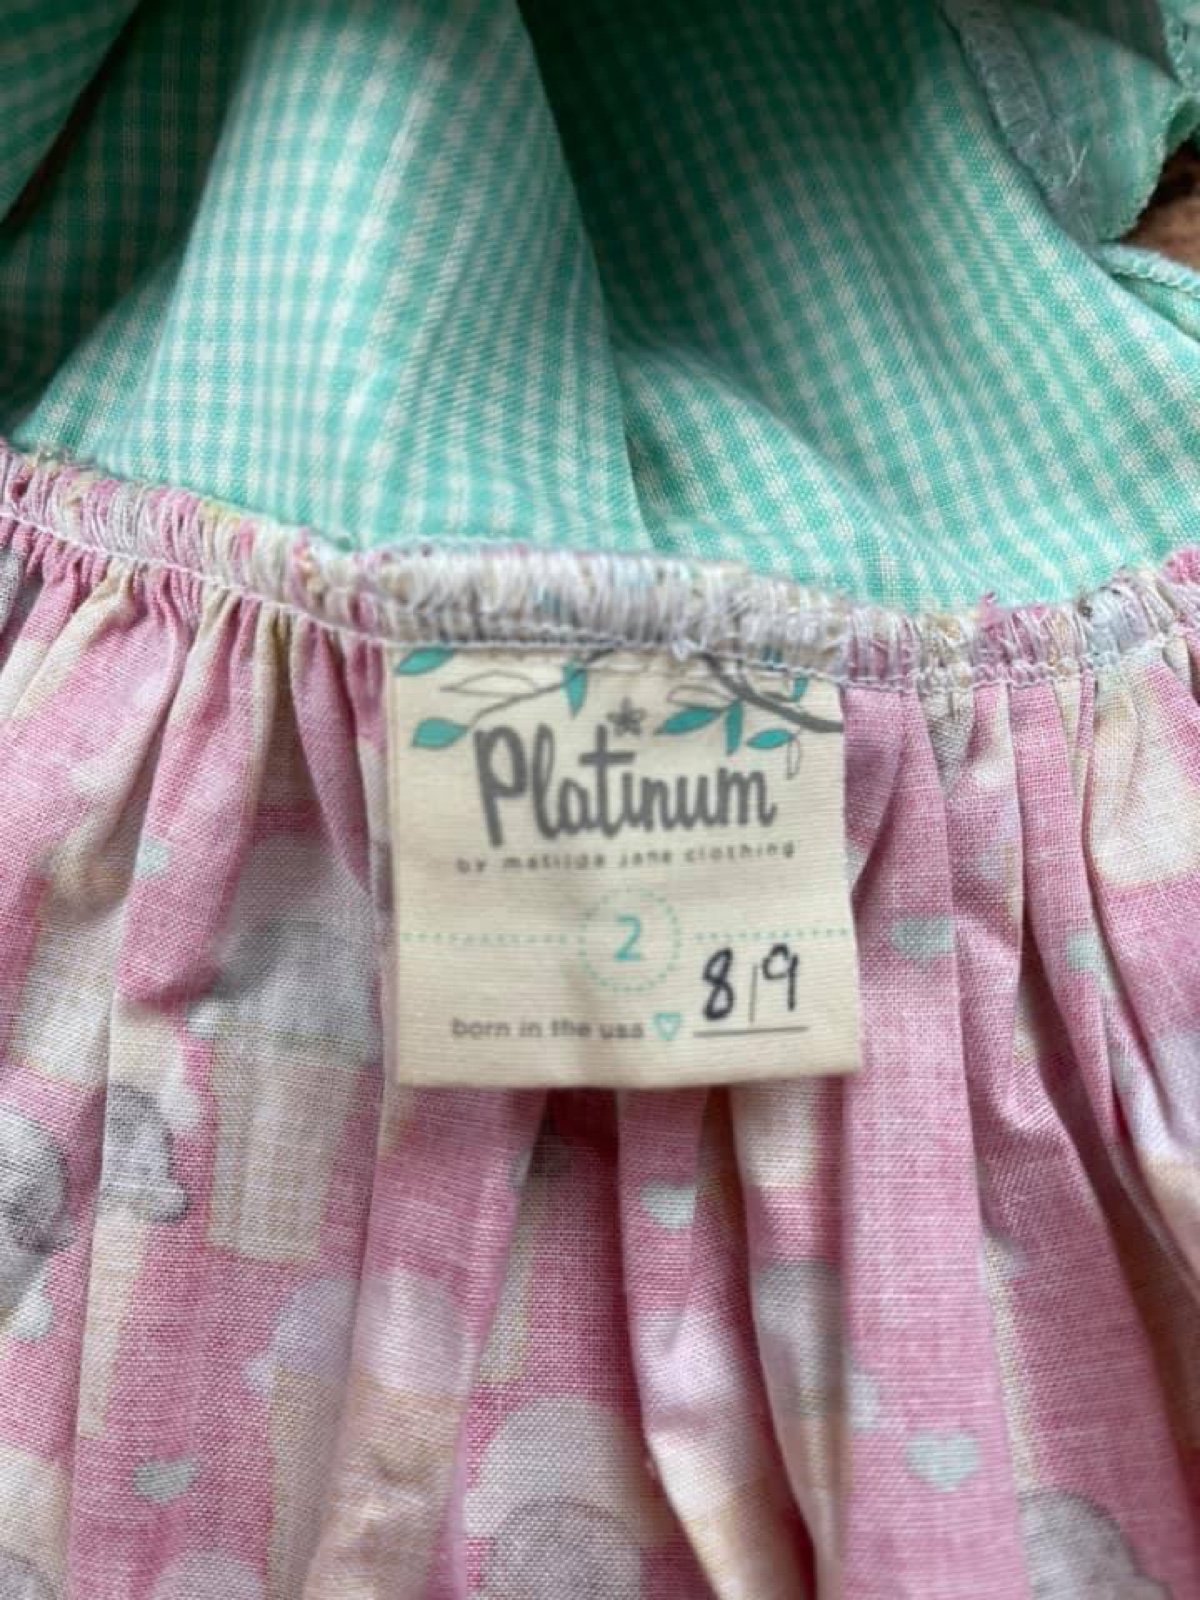 Platinum
by matilda jane clothing
2
8/9
born in the usa